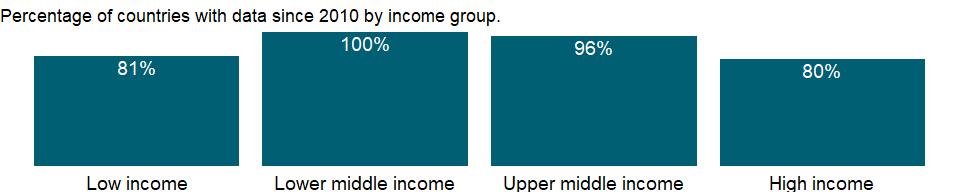 Percentage of countries with data since 2010 by income group.
81%
100%
96%
80%
Low income
Lower middle income
Upper middle income
High income